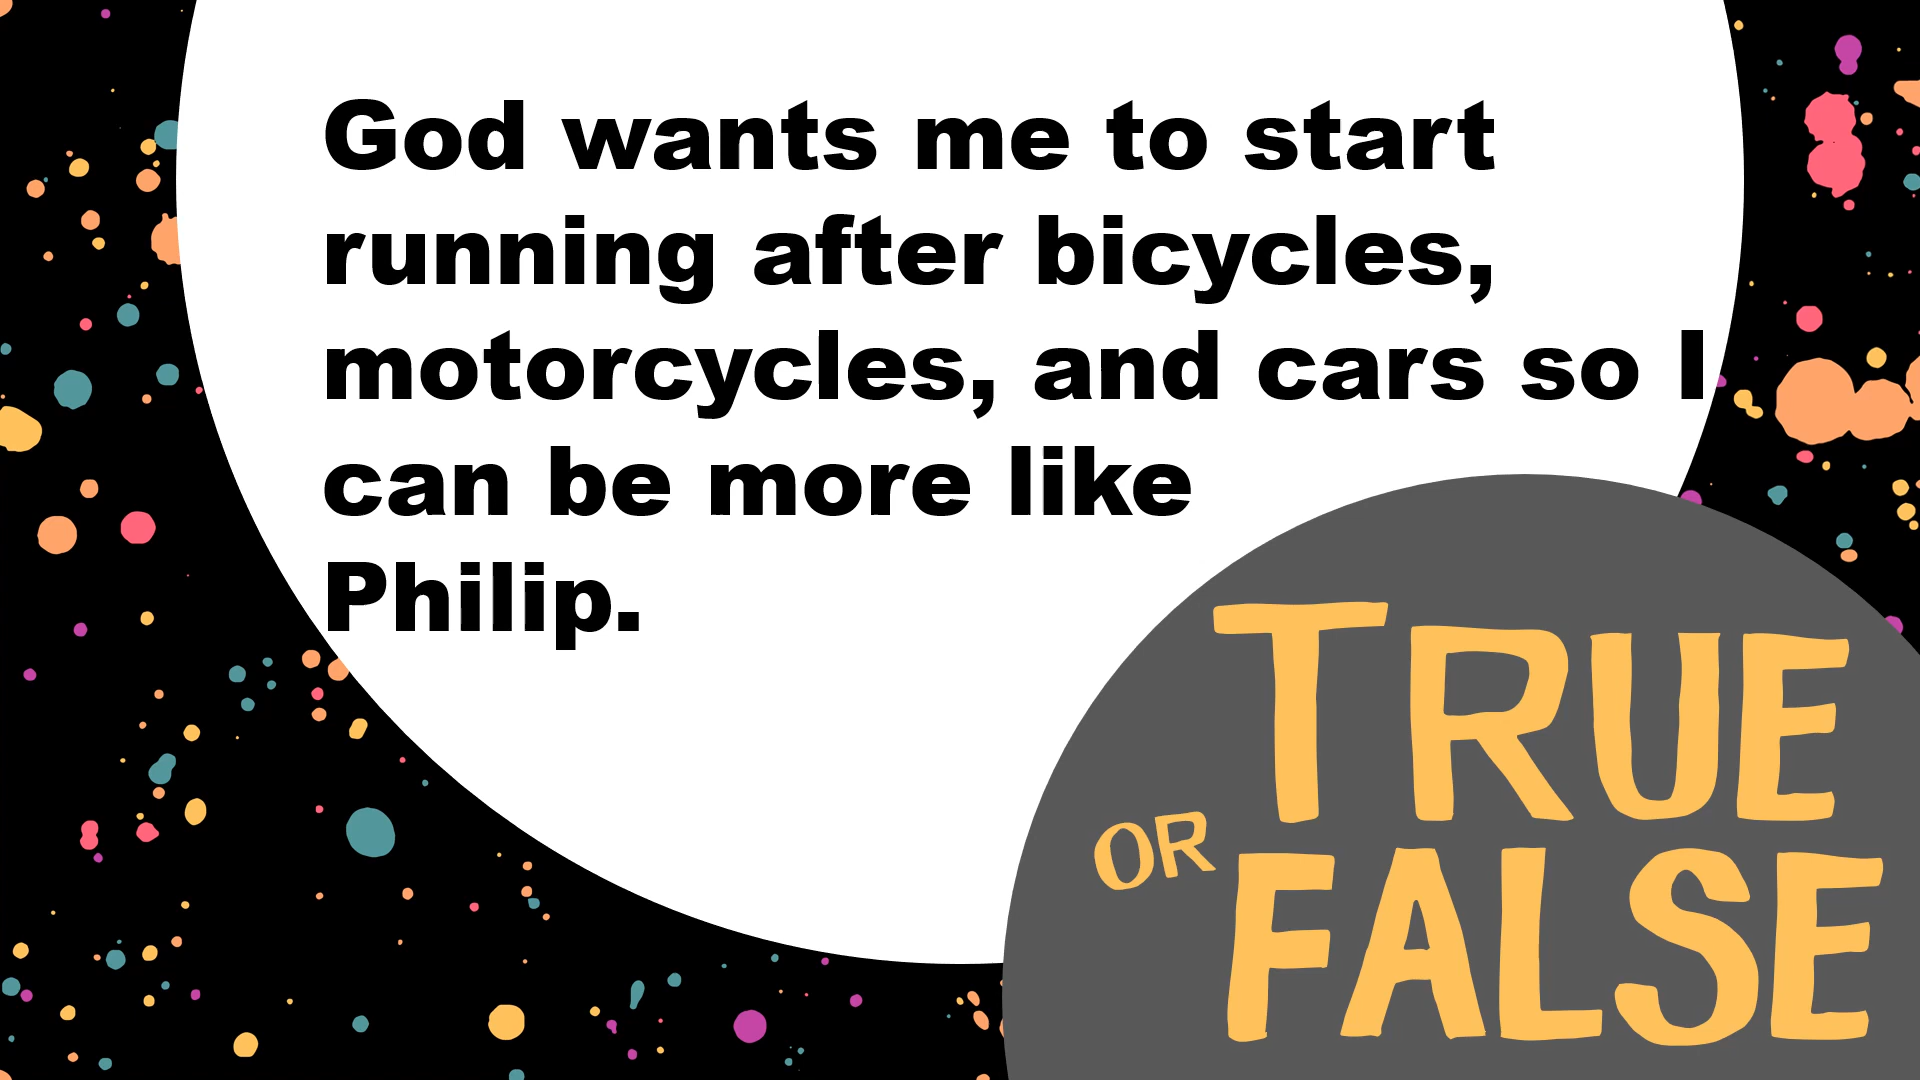 God wants me to start
running after bicycles,
motorcycles, and cars so I
can be more like
Philip.
TRUE
OR
FALSE